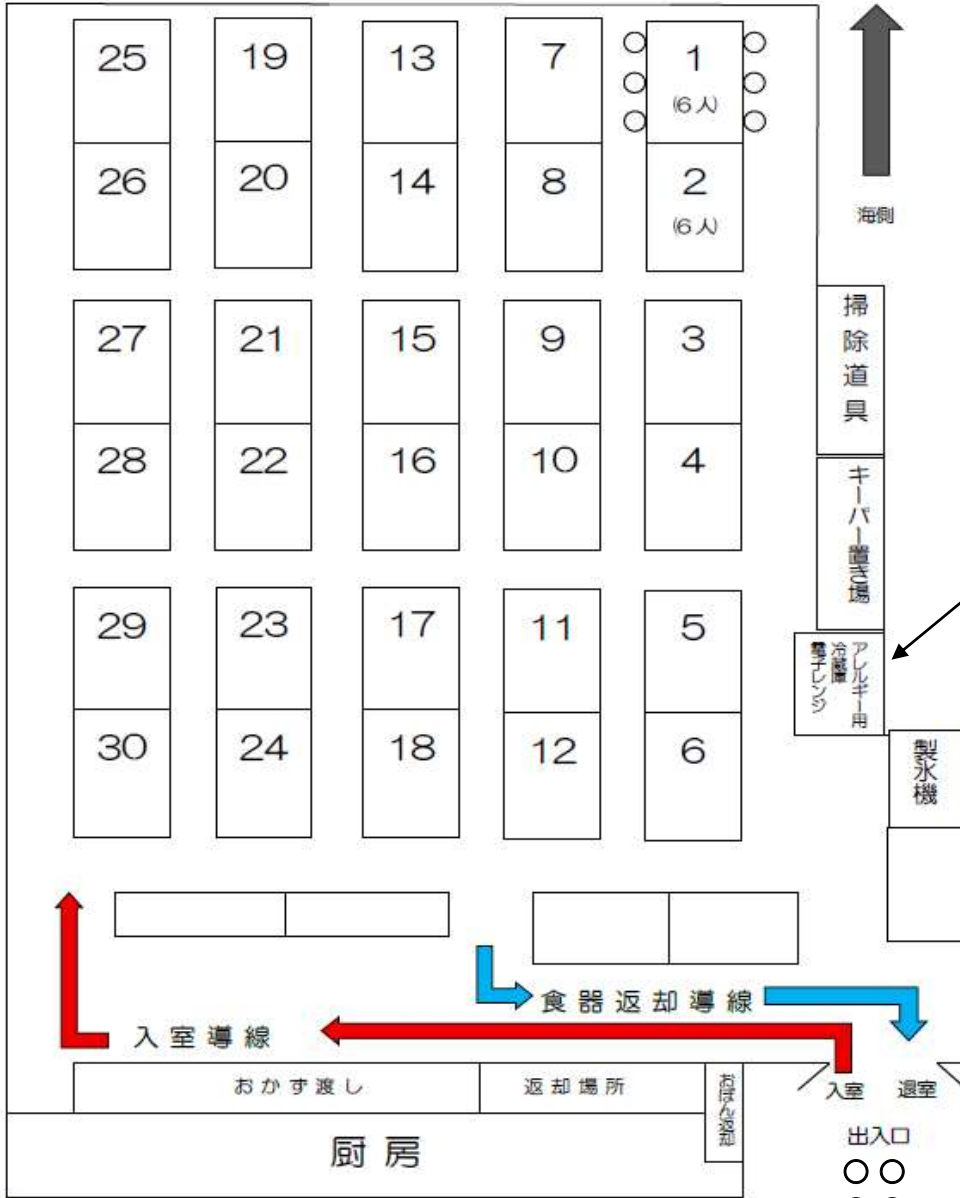 25 19 13 7 1
(6人)
26 20 14 8 2
(6人)
海側
27 21 15 9 3
掃除道具
28 22 16 10 4
キーパー置き場
29 23 17 11 5
アレルギー用
冷蔵庫
電子レンジ
30 24 18 12 6
製氷機
食器返却導線
入室導線
おかず渡し
返却場所
おぼん返却
入室
退室
厨房
出入口